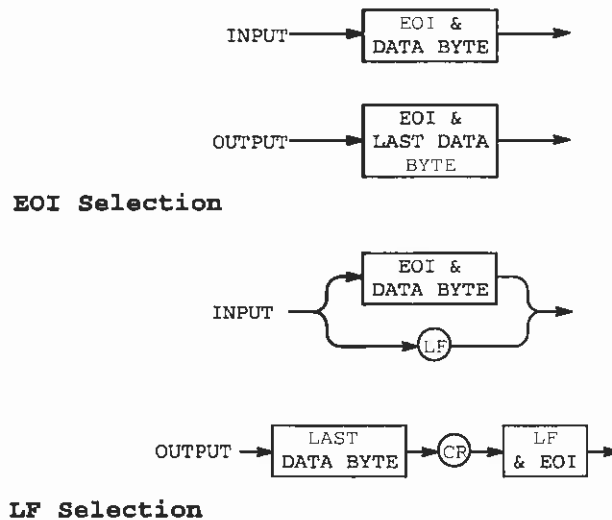 EOI &
INPUT
DATA BYTE
EOI &
OUTPUT
LAST DATA
BYTE
EOI Selection
EOI &
DATA BYTE
INPUT
LF
OUTPUT
LAST
DATA BYTE
CR
LF
& EOI
LF Selection